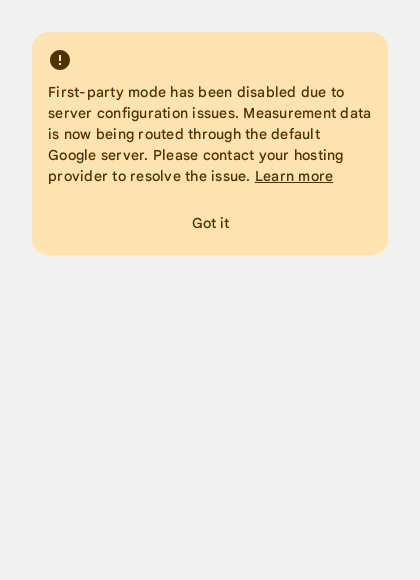 First-party mode has been disabled due to
server configuration issues. Measurement data
is now being routed through the default
Google server. Please contact your hosting
provider to resolve the issue. Learn more
Got it